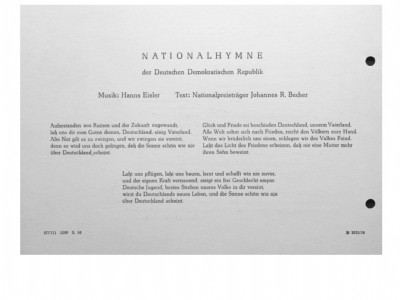 NATIONALHYMNE
der Deutschen Demokratischen Republik
Musik: Hanns Eisler Text: Nationalpreisträger Johannes R. Becher
Auferstanden aus Ruinen und der Zukunft zugewandt,
laß uns dir zum Guten dienen, Deutschland, einig Vaterland.
Alte Not gilt es zu zwingen, und wir zwingen sie vereint,
denn es wird uns doch gelingen, daß die Sonne schön wie nie
über Deutschland scheint
Glück und Friede sei beschieden Deutschland, unserm Vaterland.
Alle Welt sehnt sich nach Frieden, reicht den Völkern eure Hand.
Wenn wir brüderlich uns einen, schlagen wir des Volkes Feind.
Laßt das Licht des Friedens scheinen, daß nie eine Mutter mehr
ihren Sohn beweint.
Laßt uns pflügen, laßt uns bauen, lernt und schafft wie nie zuvor,
und der eignen Kraft vertrauend, steigt ein frei Geschlecht empor.
Deutsche Jugend, bestes Streben unsres Volks in dir vereint,
wirst du Deutschlands neues Leben, und die Sonne schön wie nie
über Deutschland scheint